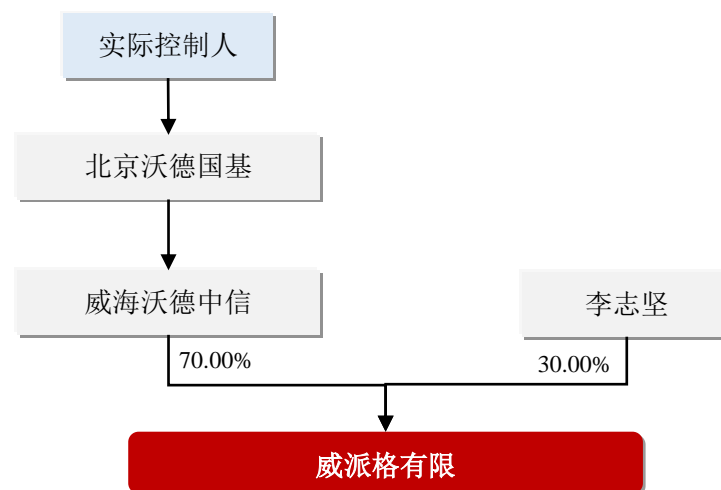 实际控制人
北京沃德国基
威海沃德中信
李志坚
70.00%
30.00%
威派格有限